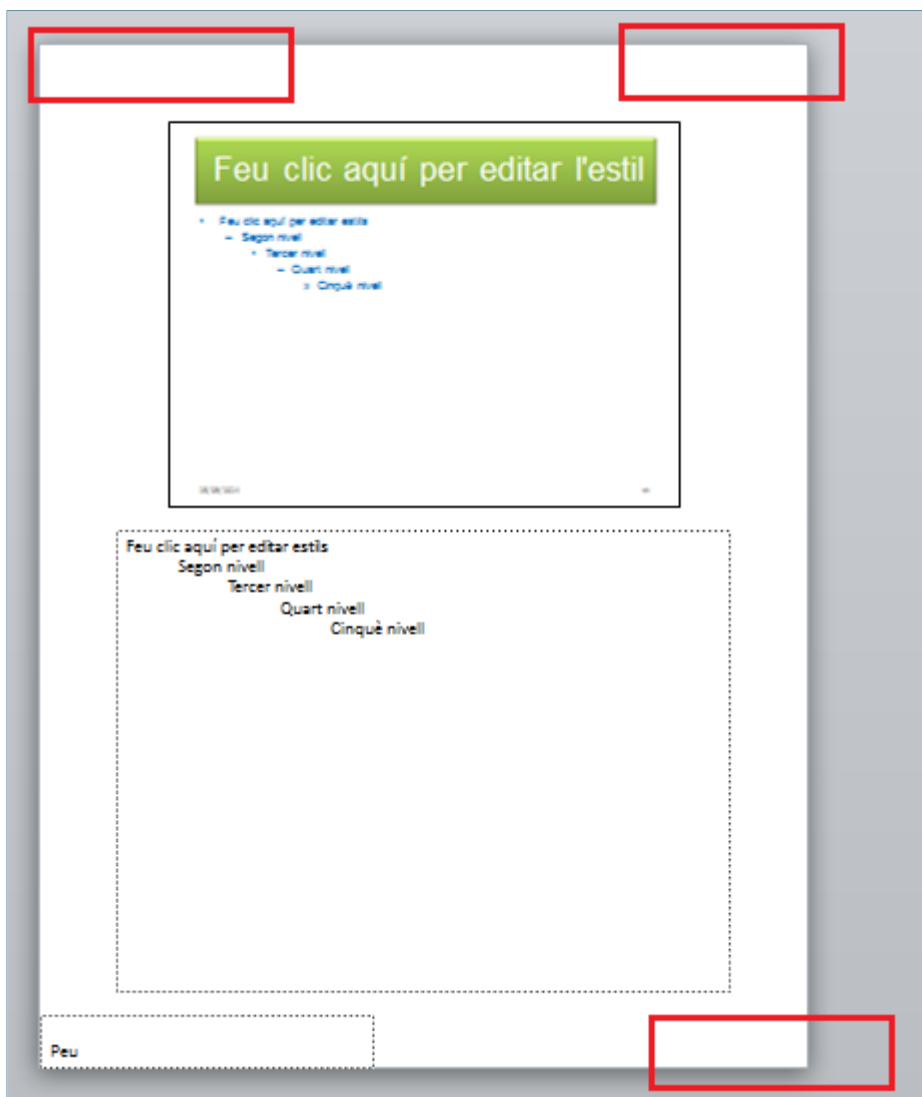 Feu clic aquí per editar l'estil
• Feu clic aquí per editar estils
– Segon nivell
• Tercer nivell
– Quart nivell
» Cinquè nivell
Feu clic aquí per editar estils
Segon nivell
Tercer nivell
Quart nivell
Cinquè nivell
Peu